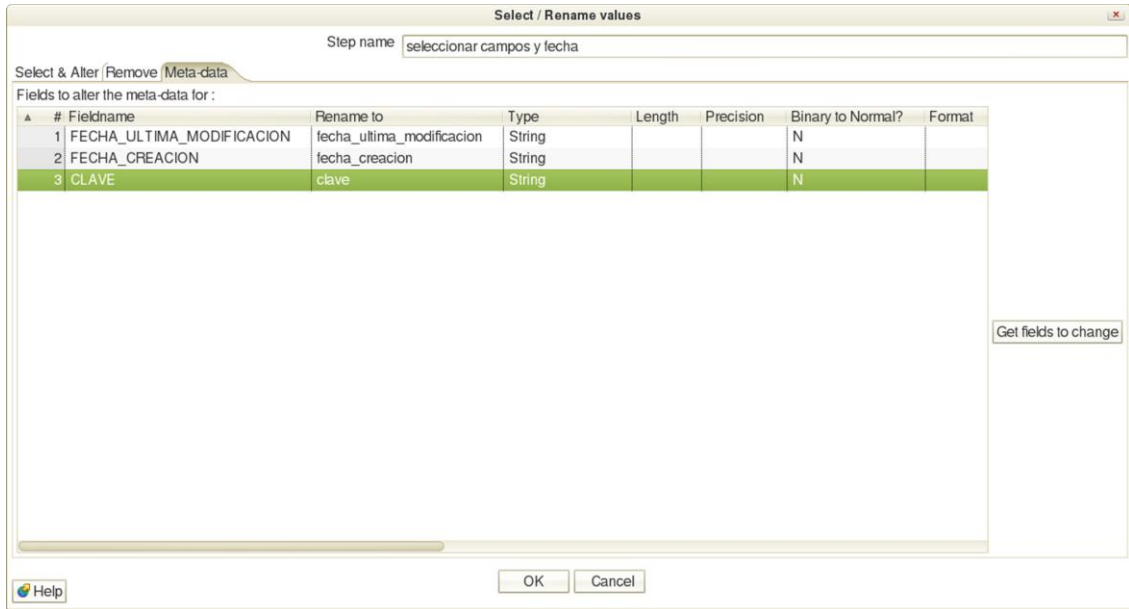 Select / Rename values
Step name seleccionar campos y fecha
Select & Alter Remove Meta-data
Fields to alter the meta-data for :
# Fieldname Rename to Type Length Precision Binary to Normal? Format
1 FECHA_ULTIMA_MODIFICACION fecha_ultima_modificacion String N
2 FECHA_CREACION fecha_creacion String N
3 CLAVE clave String N
Get fields to change
OK Cancel
Help